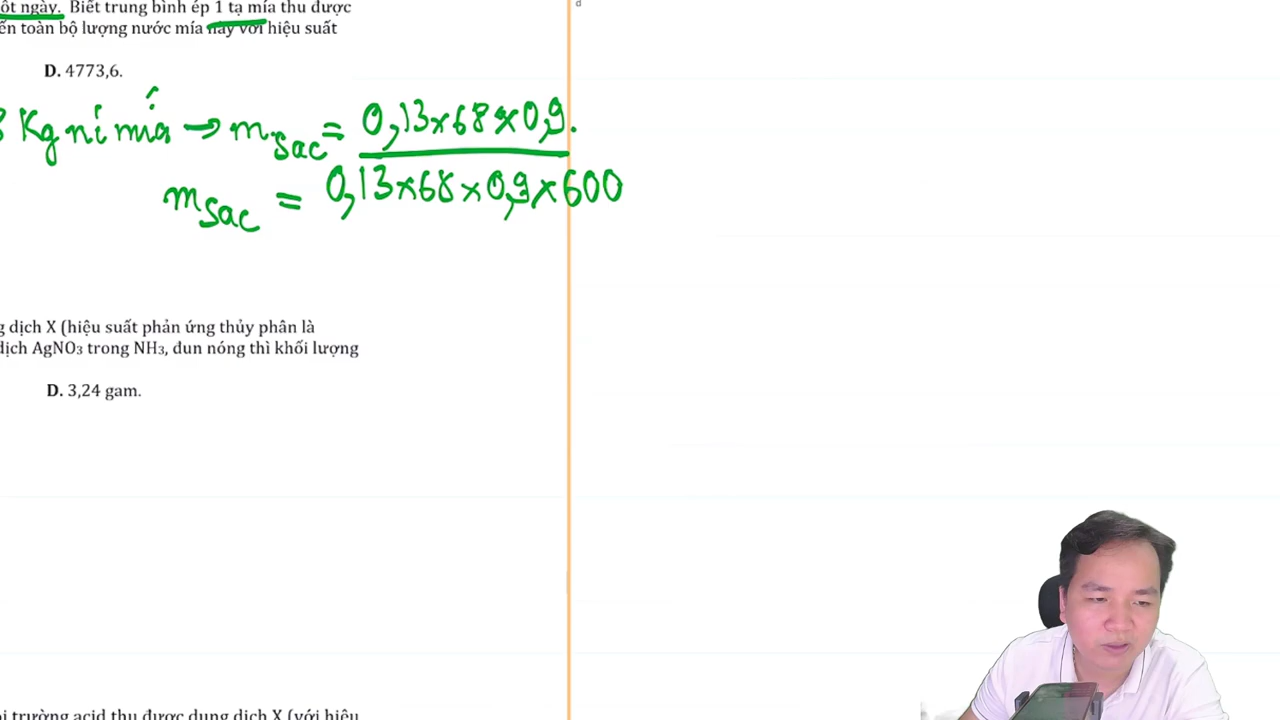 ột ngày. Biết trung bình ép 1 tạ mía thu được
ến toàn bộ lượng nước mía này với hiệu suất
D. 4773,6.
Kg ní mía → m_sac = 0,13×68×0,9.
m_sac = 0,13×68×0,9×600
g dịch X (hiệu suất phản ứng thủy phân là
dịch AgNO₃ trong NH₃, đun nóng thì khối lượng
D. 3,24 gam.
i trường acid thu được dung dịch X (với hiệu